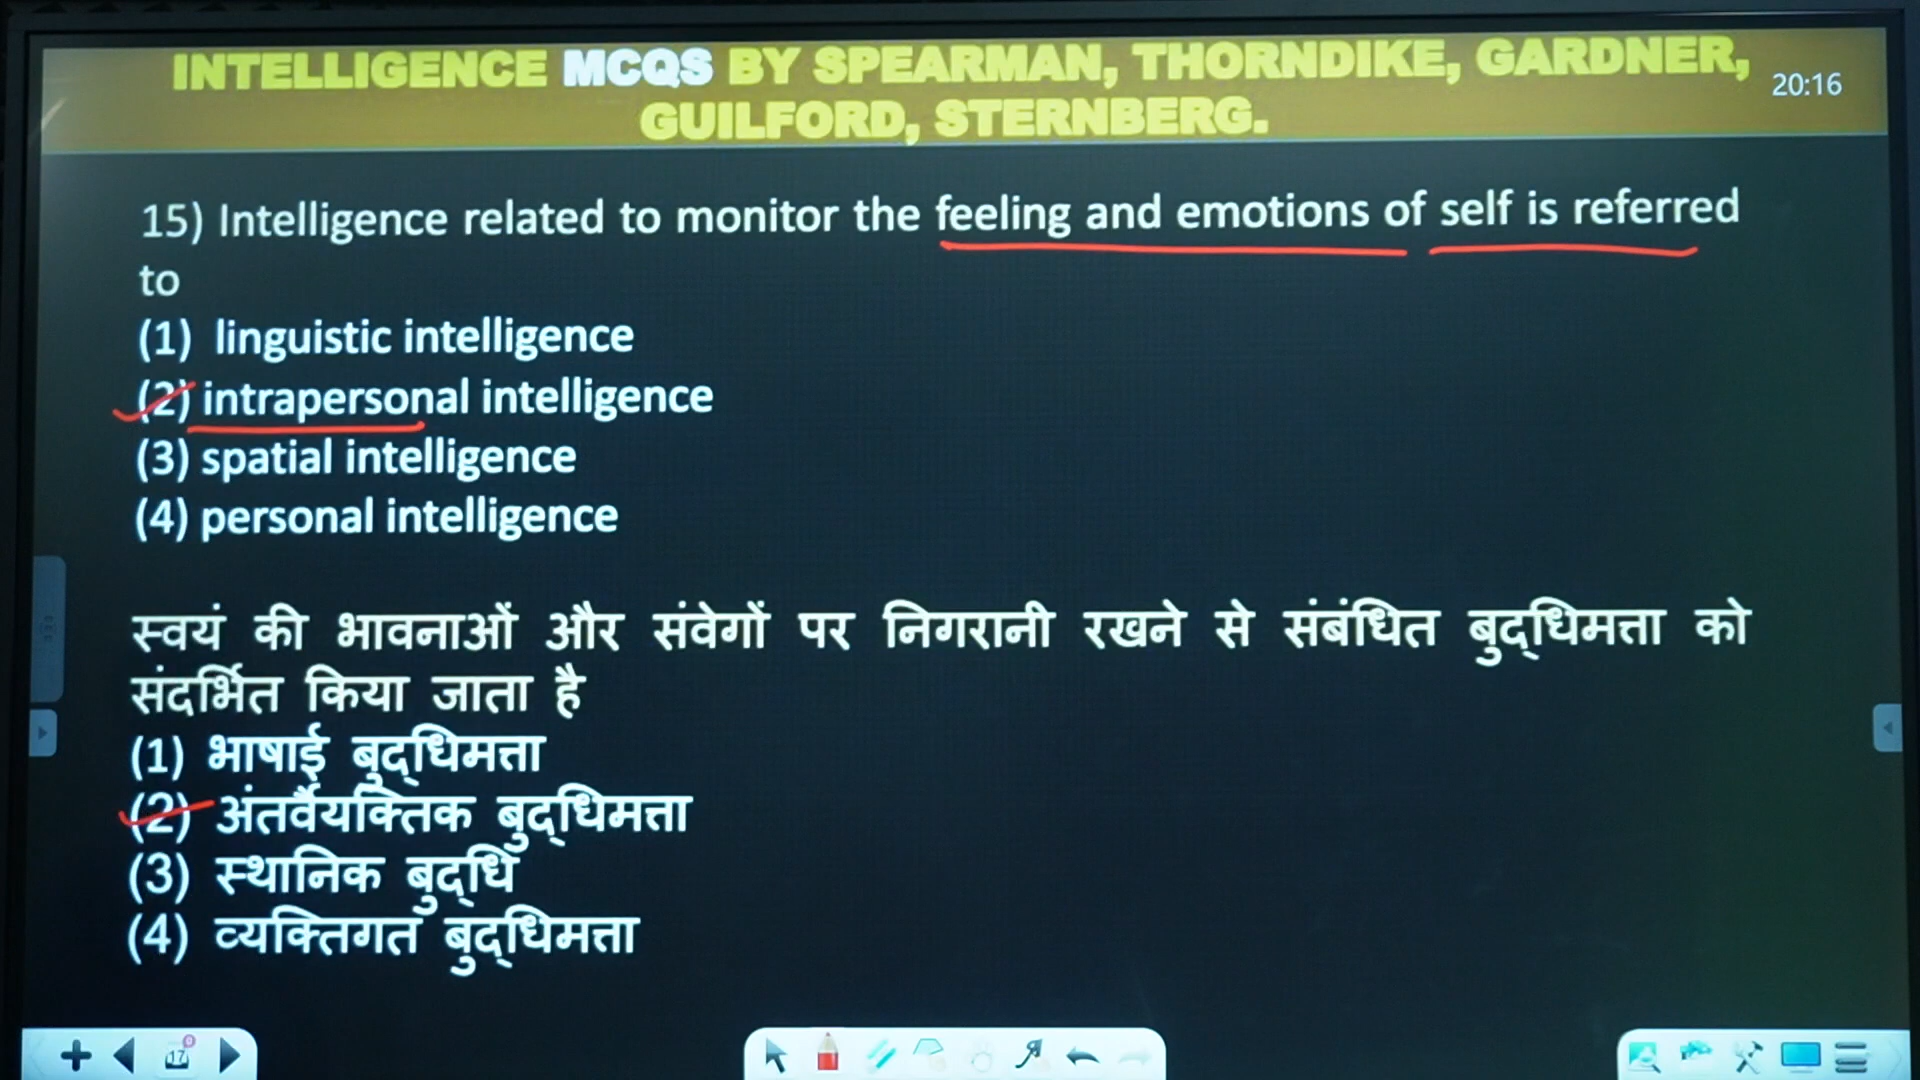 INTELLIGENCE MCQS BY SPEARMAN, THORNDIKE, GARDNER,
GUILFORD, STERNBERG.
20:16
15) Intelligence related to monitor the feeling and emotions of self is referred
to
(1) linguistic intelligence
(2) intrapersonal intelligence
(3) spatial intelligence
(4) personal intelligence
स्वयं की भावनाओं और संवेगों पर निगरानी रखने से संबंधित बुद्धिमत्ता को
संदर्भित किया जाता है
(1) भाषाई बुद्धिमत्ता
(2) अंतर्वैयक्तिक बुद्धिमत्ता
(3) स्थानिक बुद्धि
(4) व्यक्तिगत बुद्धिमत्ता
17
0